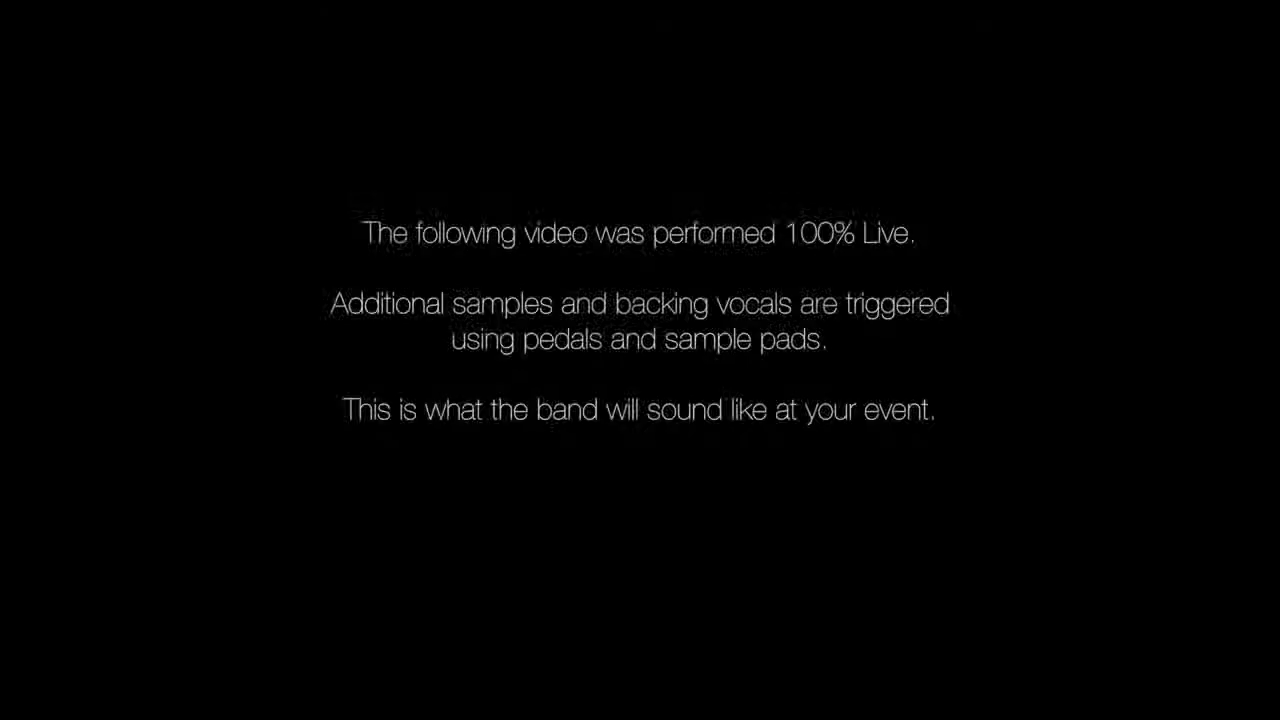 The following video was performed 100% Live.
Additional samples and backing vocals are triggered
using pedals and sample pads.
This is what the band will sound like at your event.